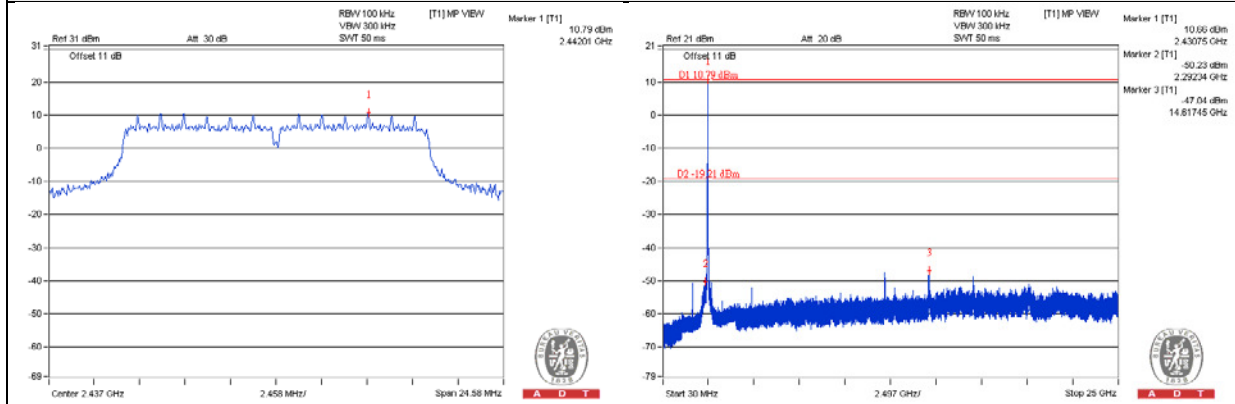 RBW 100 kHz [T1] MP VIEW
VBW 300 kHz
Ref 31 dBm Att 30 dB SWT 50 ms
Marker 1 [T1]
10.79 dBm
2.44201 GHz
Offset 11 dB
31
20
10
0
-10
-20
-30
-40
-50
-60
-69
1
Center 2.437 GHz 2.458 MHz/ Span 24.58 MHz
BUREAU VERITAS
1828
A D T
RBW 100 kHz [T1] MP VIEW
VBW 300 kHz
Ref 21 dBm Att 20 dB SWT 50 ms
Marker 1 [T1]
10.66 dBm
2.43075 GHz
Marker 2 [T1]
-50.23 dBm
2.29234 GHz
Marker 3 [T1]
-47.04 dBm
14.61745 GHz
Offset 11 dB
21
10
0
-10
-20
-30
-40
-50
-60
-70
-79
1
D1 10.79 dBm
D2 -19.21 dBm
2
3
Start 30 MHz 2.497 GHz/ Stop 25 GHz
BUREAU VERITAS
1828
A D T